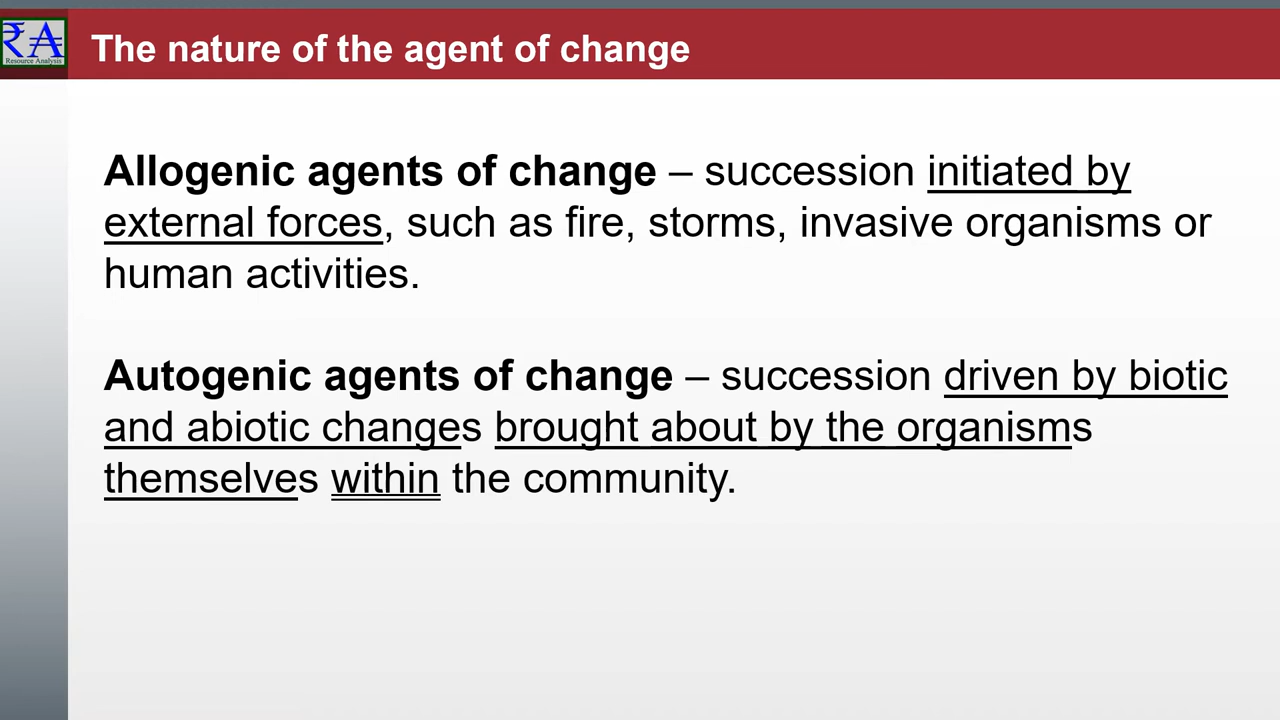 ₹A
Resource Analysis
The nature of the agent of change
Allogenic agents of change – succession initiated by
external forces, such as fire, storms, invasive organisms or
human activities.
Autogenic agents of change – succession driven by biotic
and abiotic changes brought about by the organisms
themselves within the community.